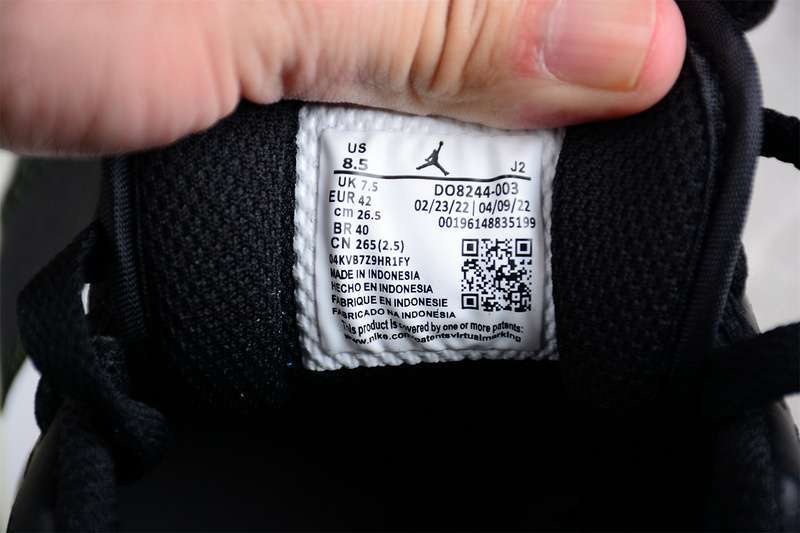 US
8.5
J2
UK 7.5
EUR 42
cm 26.5
BR 40
CN 265(2.5)
DO8244-003
02/23/22 | 04/09/22
00196148835199
04KVB7Z9HR1FY
MADE IN INDONESIA
HECHO EN INDONESIA
FABRIQUE EN INDONESIE
FABRICADO NA INDONESIA
This product is covered by one or more patents:
www.nike.com/patentsvirtualmarking